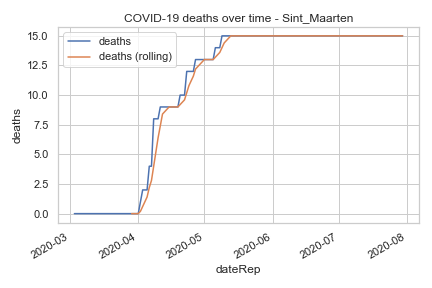 COVID-19 deaths over time - Sint_Maarten
deaths
deaths (rolling)
15.0
12.5
10.0
7.5
5.0
2.5
0.0
deaths
2020-03
2020-04
2020-05
2020-06
2020-07
2020-08
dateRep